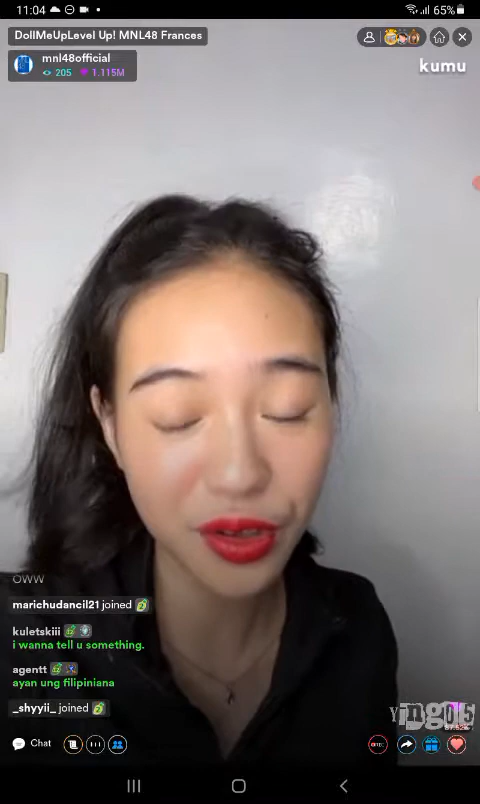 11:04
65%
DollMeUpLevel Up! MNL48 Frances
mnl48official
205 1.115M
kumu
OWW
marichudancil21 joined
kuletskiii
i wanna tell u something.
agentt
ayan ung filipiniana
_shyyii_ joined
Chat